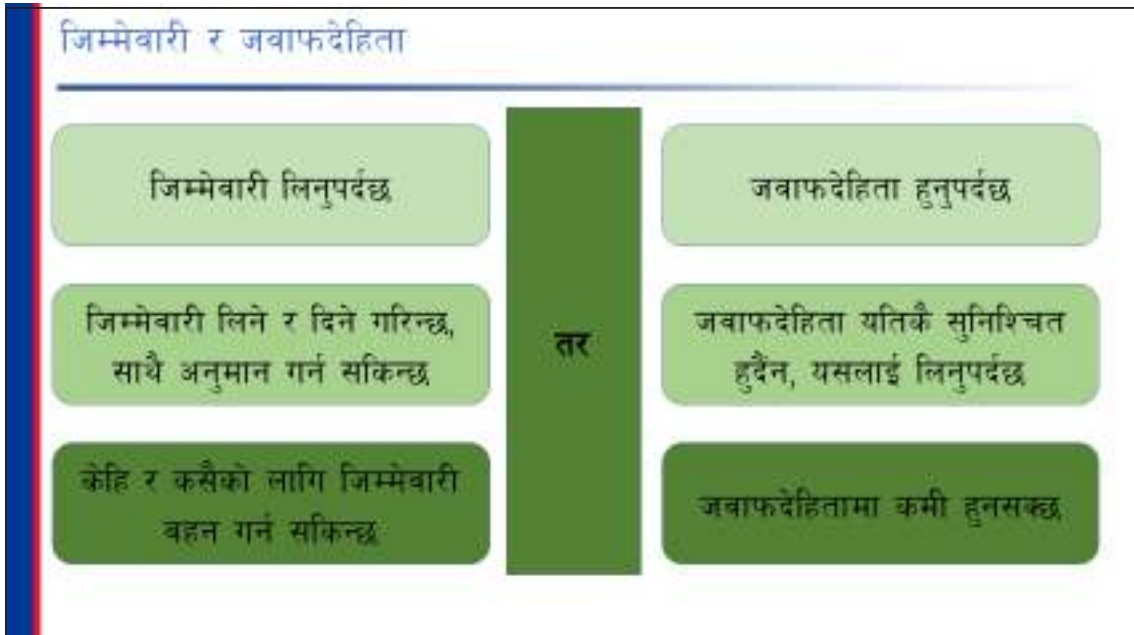 जिम्मेवारी र जवाफदेहिता
जिम्मेवारी लिनुपर्दछ
जिम्मेवारी लिने र दिने गरिन्छ,
साथै अनुमान गर्न सकिन्छ
केहि र कसैको लागि जिम्मेवारी
वहन गर्न सकिन्छ
तर
जवाफदेहिता हुनुपर्दछ
जवाफदेहिता यतिकै सुनिश्चित
हुदैंन, यसलाई लिनुपर्दछ
जवाफदेहितामा कमी हुनसक्छ